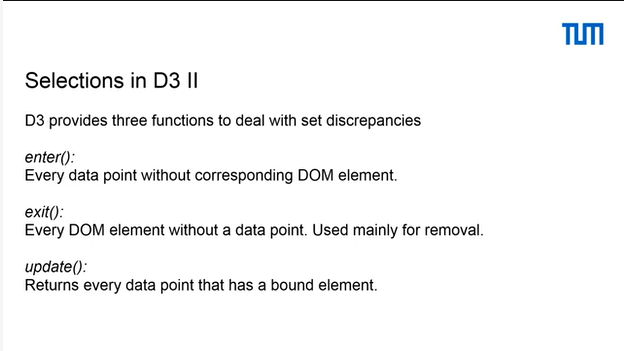 TUM
Selections in D3 II
D3 provides three functions to deal with set discrepancies
enter():
Every data point without corresponding DOM element.
exit():
Every DOM element without a data point. Used mainly for removal.
update():
Returns every data point that has a bound element.